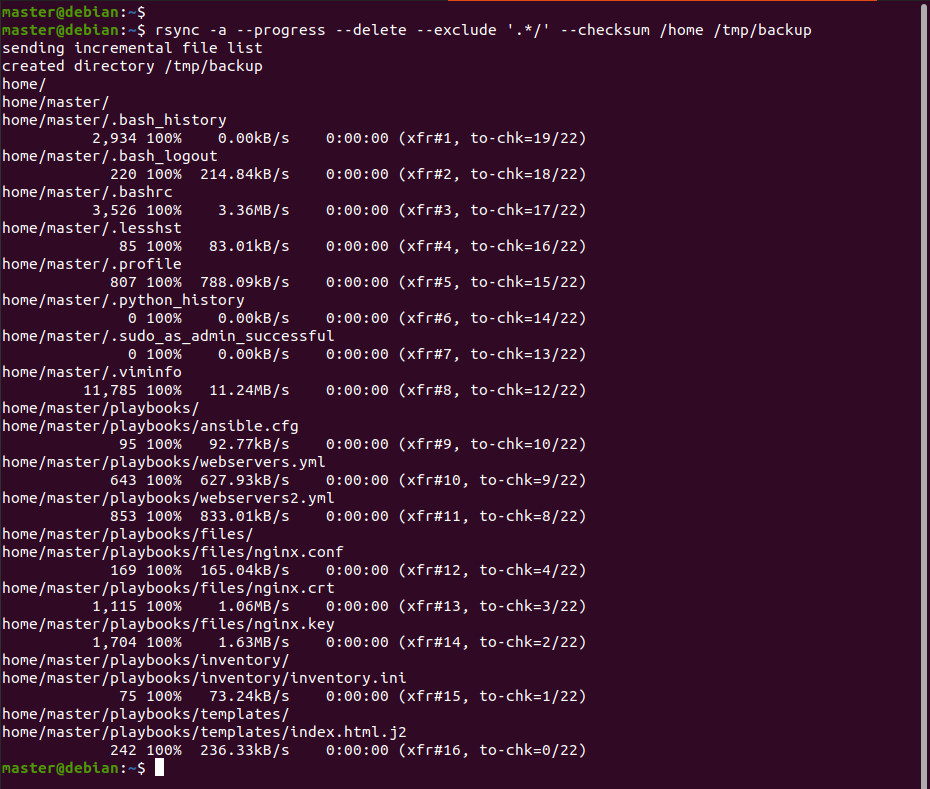 master@debian:~$
master@debian:~$ rsync -a --progress --delete --exclude '.*/' --checksum /home /tmp/backup
sending incremental file list
created directory /tmp/backup
home/
home/master/
home/master/.bash_history
          2,934 100%    0.00kB/s    0:00:00 (xfr#1, to-chk=19/22)
home/master/.bash_logout
            220 100%  214.84kB/s    0:00:00 (xfr#2, to-chk=18/22)
home/master/.bashrc
          3,526 100%    3.36MB/s    0:00:00 (xfr#3, to-chk=17/22)
home/master/.lesshst
             85 100%   83.01kB/s    0:00:00 (xfr#4, to-chk=16/22)
home/master/.profile
            807 100%  788.09kB/s    0:00:00 (xfr#5, to-chk=15/22)
home/master/.python_history
              0 100%    0.00kB/s    0:00:00 (xfr#6, to-chk=14/22)
home/master/.sudo_as_admin_successful
              0 100%    0.00kB/s    0:00:00 (xfr#7, to-chk=13/22)
home/master/.viminfo
         11,785 100%   11.24MB/s    0:00:00 (xfr#8, to-chk=12/22)
home/master/playbooks/
home/master/playbooks/ansible.cfg
             95 100%   92.77kB/s    0:00:00 (xfr#9, to-chk=10/22)
home/master/playbooks/webservers.yml
            643 100%  627.93kB/s    0:00:00 (xfr#10, to-chk=9/22)
home/master/playbooks/webservers2.yml
            853 100%  833.01kB/s    0:00:00 (xfr#11, to-chk=8/22)
home/master/playbooks/files/
home/master/playbooks/files/nginx.conf
            169 100%  165.04kB/s    0:00:00 (xfr#12, to-chk=4/22)
home/master/playbooks/files/nginx.crt
          1,115 100%    1.06MB/s    0:00:00 (xfr#13, to-chk=3/22)
home/master/playbooks/files/nginx.key
          1,704 100%    1.63MB/s    0:00:00 (xfr#14, to-chk=2/22)
home/master/playbooks/inventory/
home/master/playbooks/inventory/inventory.ini
             75 100%   73.24kB/s    0:00:00 (xfr#15, to-chk=1/22)
home/master/playbooks/templates/
home/master/playbooks/templates/index.html.j2
            242 100%  236.33kB/s    0:00:00 (xfr#16, to-chk=0/22)
master@debian:~$